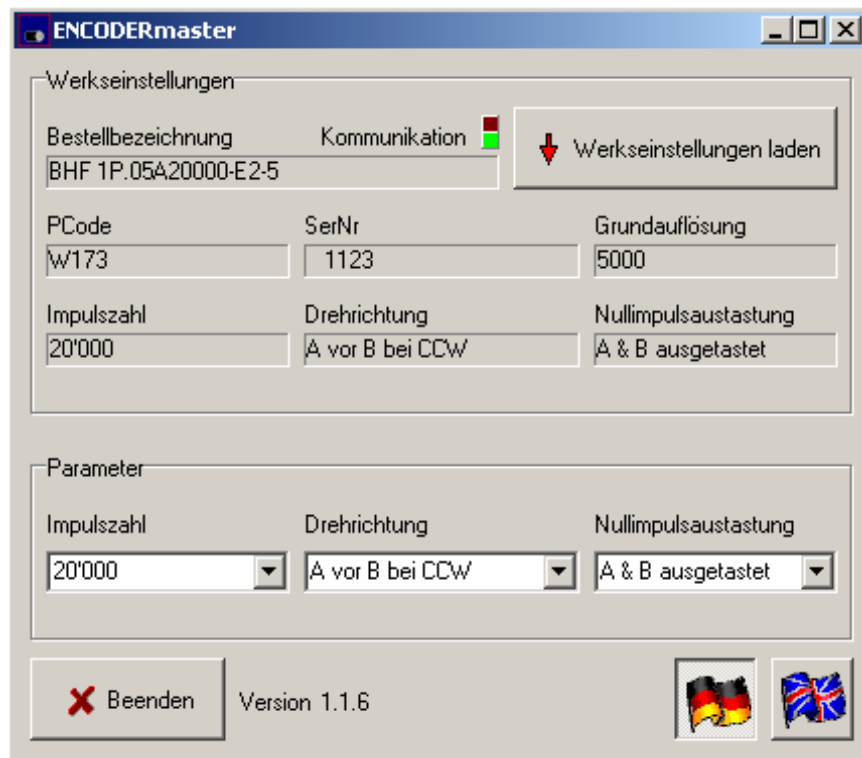 ENCODERmaster
Werkseinstellungen
Bestellbezeichnung Kommunikation
Werkseinstellungen laden
BHF 1P.05A20000-E2-5
PCode SerNr Grundauflösung
W173 1123 5000
Impulszahl Drehrichtung Nullimpulsaustastung
20'000 A vor B bei CCW A & B ausgetastet
Parameter
Impulszahl Drehrichtung Nullimpulsaustastung
20'000 A vor B bei CCW A & B ausgetastet
Beenden Version 1.1.6